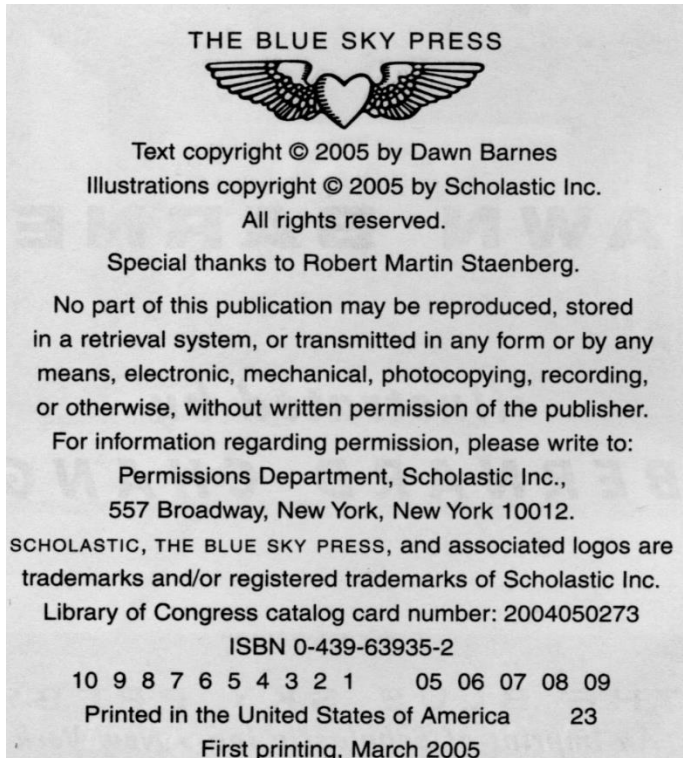 THE BLUE SKY PRESS
Text copyright © 2005 by Dawn Barnes
Illustrations copyright © 2005 by Scholastic Inc.
All rights reserved.
Special thanks to Robert Martin Staenberg.
No part of this publication may be reproduced, stored
in a retrieval system, or transmitted in any form or by any
means, electronic, mechanical, photocopying, recording,
or otherwise, without written permission of the publisher.
For information regarding permission, please write to:
Permissions Department, Scholastic Inc.,
557 Broadway, New York, New York 10012.
SCHOLASTIC, THE BLUE SKY PRESS, and associated logos are
trademarks and/or registered trademarks of Scholastic Inc.
Library of Congress catalog card number: 2004050273
ISBN 0-439-63935-2
10 9 8 7 6 5 4 3 2 1 05 06 07 08 09
Printed in the United States of America 23
First printing, March 2005